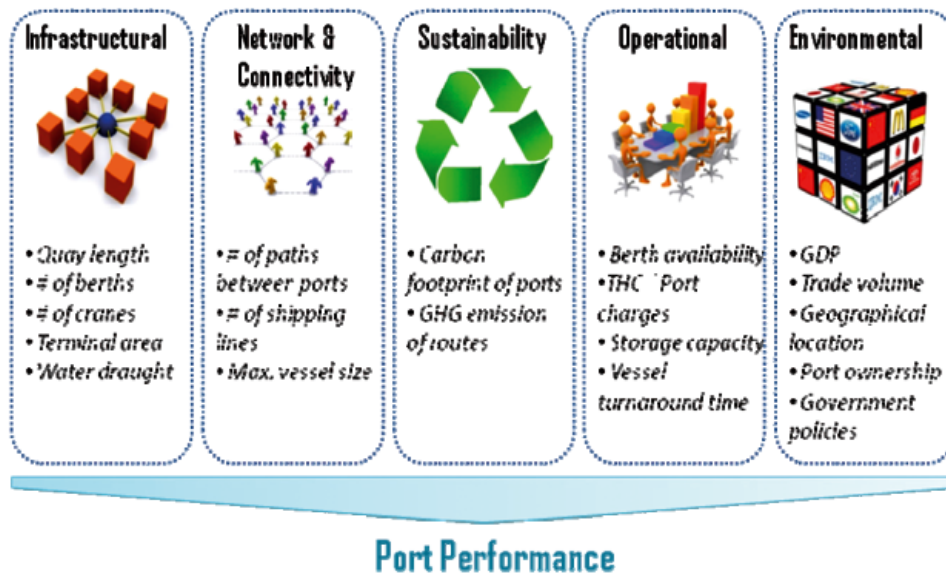 Infrastructural
• Quay length
• # of berths
• # of cranes
• Terminal area
• Water draught
Network &
Connectivity
• # of paths
between ports
• # of shipping
lines
• Max. vessel size
Sustainability
• Carbon
footprint of ports
• GHG emission
of routes
Operational
• Berth availability
• THC Port
charges
• Storage capacity
• Vessel
turnaround time
Environmental
• GDP
• Trade volume
• Geographical
location
• Port ownership
• Government
policies
Port Performance